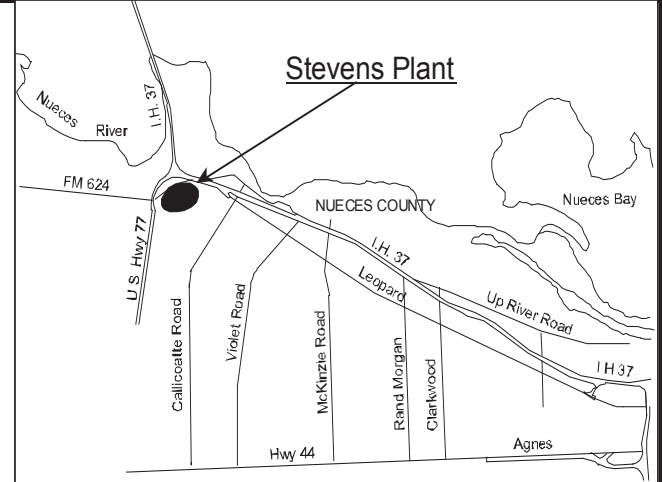 Stevens Plant
I.H. 37
Nueces
River
FM 624
Nueces Bay
NUECES COUNTY
U S Hwy 77
I.H. 37
Leopard
Up River Road
Callicoatte Road
Violet Road
McKinzie Road
Rand Morgan
Clarkwood
I H 37
Agnes
Hwy 44